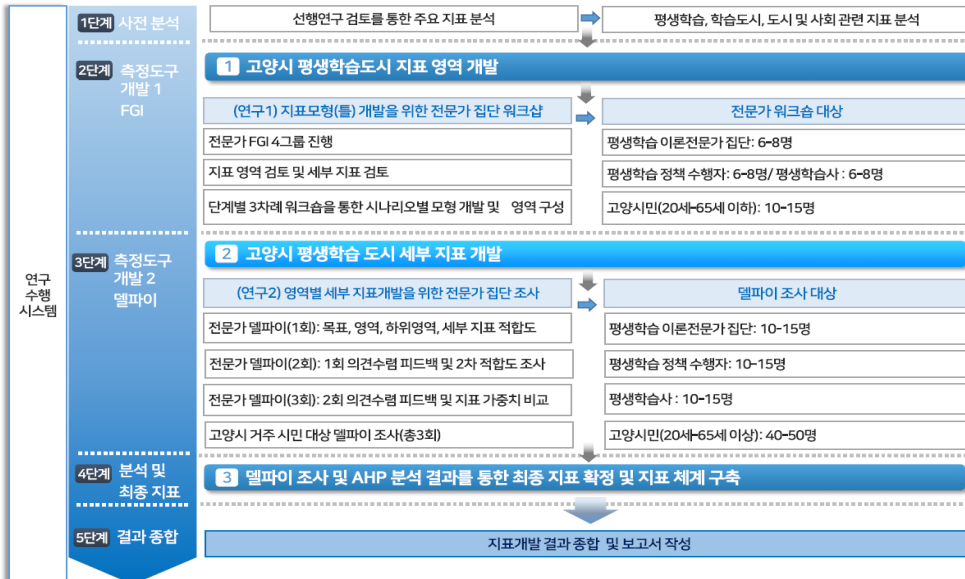 연구
수행
시스템
1단계 사전 분석
선행연구 검토를 통한 주요 지표 분석
평생학습, 학습도시, 도시 및 사회 관련 지표 분석
2단계 측정도구
개발 1
FGI
1 고양시 평생학습도시 지표 영역 개발
(연구1) 지표모형(틀) 개발을 위한 전문가 집단 워크샵
전문가 워크숍 대상
전문가 FGI 4그룹 진행
평생학습 이론전문가 집단: 6-8명
지표 영역 검토 및 세부 지표 검토
평생학습 정책 수행자: 6-8명/ 평생학습사 : 6-8명
단계별 3차례 워크숍을 통한 시나리오별 모형 개발 및 영역 구성
고양시민(20세-65세 이하): 10-15명
3단계 측정도구
개발 2
델파이
2 고양시 평생학습 도시 세부 지표 개발
(연구2) 영역별 세부 지표개발을 위한 전문가 집단 조사
델파이 조사 대상
전문가 델파이(1회): 목표, 영역, 하위영역, 세부 지표 적합도
평생학습 이론전문가 집단: 10-15명
전문가 델파이(2회): 1회 의견수렴 피드백 및 2차 적합도 조사
평생학습 정책 수행자: 10-15명
전문가 델파이(3회): 2회 의견수렴 피드백 및 지표 가중치 비교
평생학습사 : 10-15명
고양시 거주 시민 대상 델파이 조사(총3회)
고양시민(20세-65세 이상): 40-50명
4단계 분석 및
최종 지표
3 델파이 조사 및 AHP 분석 결과를 통한 최종 지표 확정 및 지표 체계 구축
5단계 결과 종합
지표개발 결과 종합 및 보고서 작성